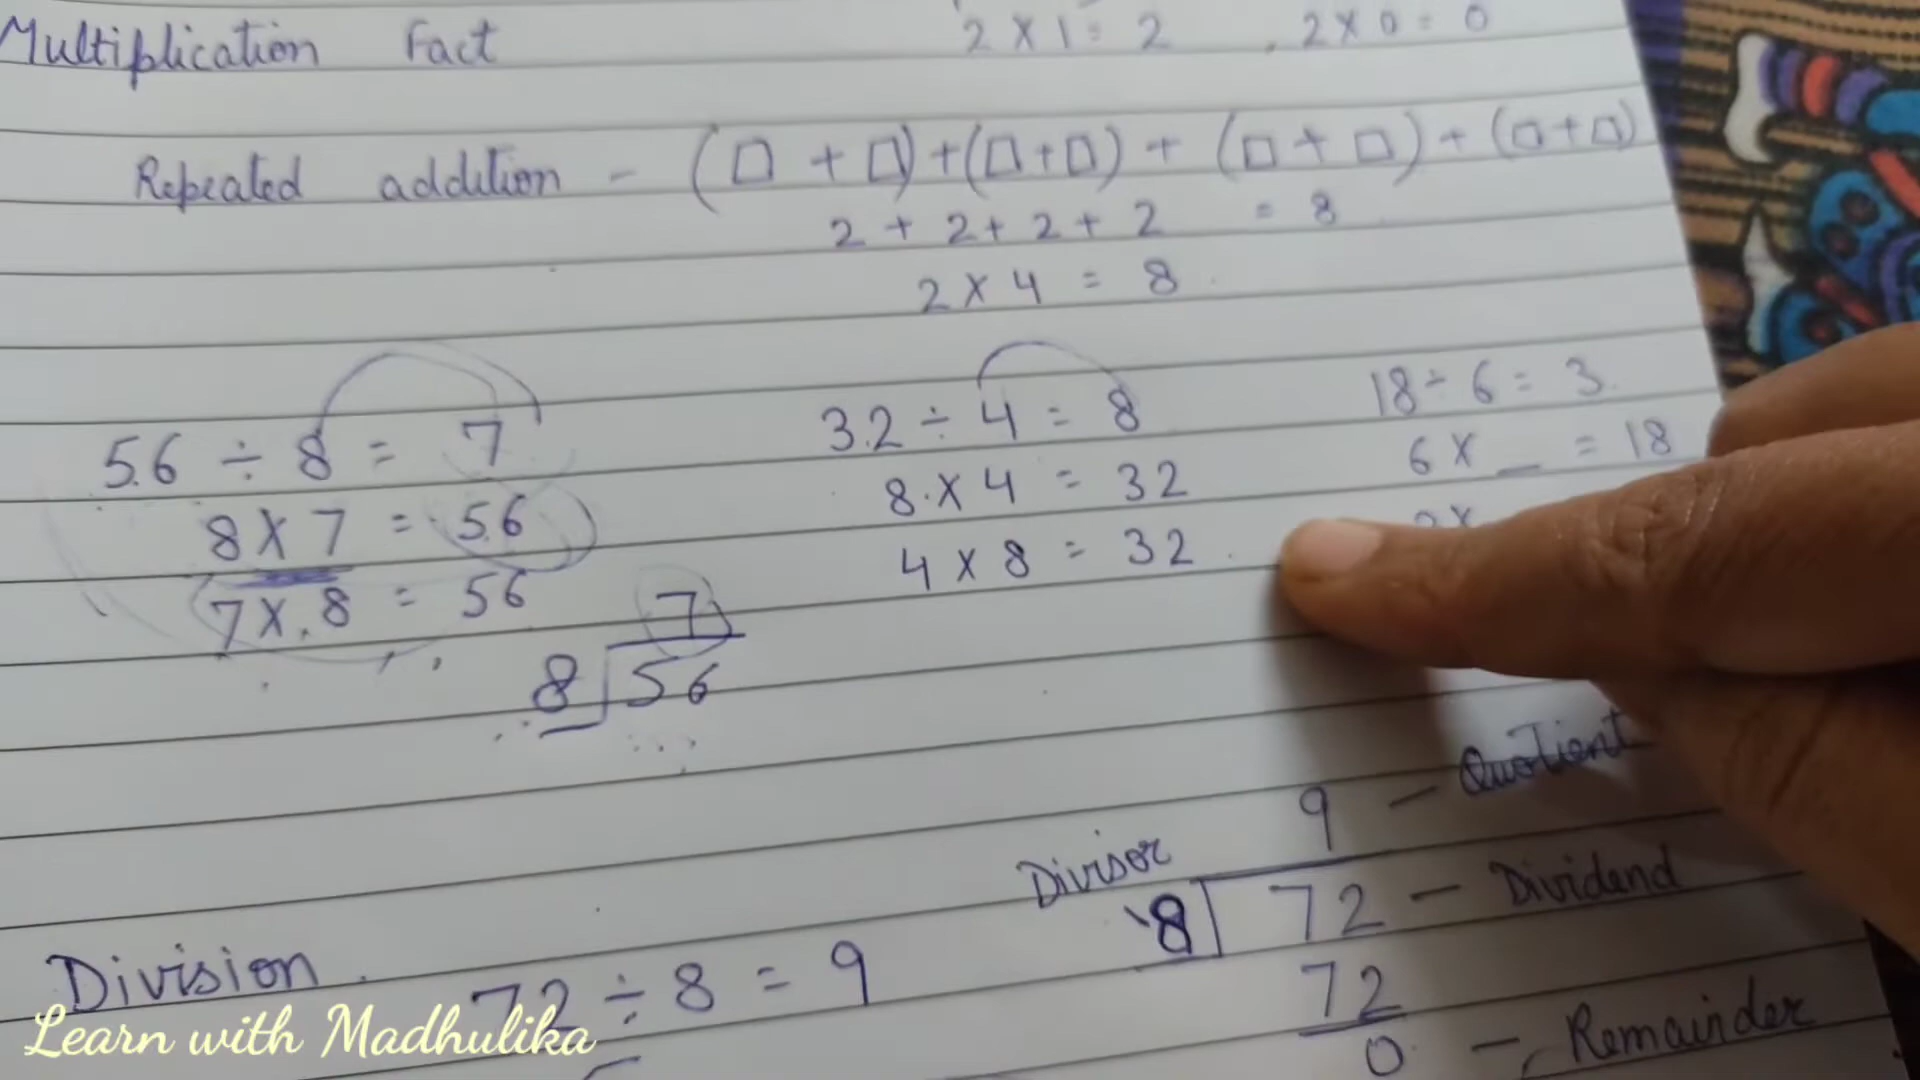 Multiplication Fact 2 X 1 = 2 , 2 X 0 = 0
Repeated addition - (□ + □) + (□ + □) + (□ + □) + (□ + □)
2 + 2 + 2 + 2 = 8
2 X 4 = 8
56 ÷ 8 = 7 32 ÷ 4 = 8 18 ÷ 6 = 3
8 X 7 = 56 8 X 4 = 32 6 X _ = 18
7 X 8 = 56 4 X 8 = 32
7
8 56
9 - Quotient
Divisor
8 72 - Dividend
Division 72 ÷ 8 = 9 72
0 - Remainder
Learn with Madhulika